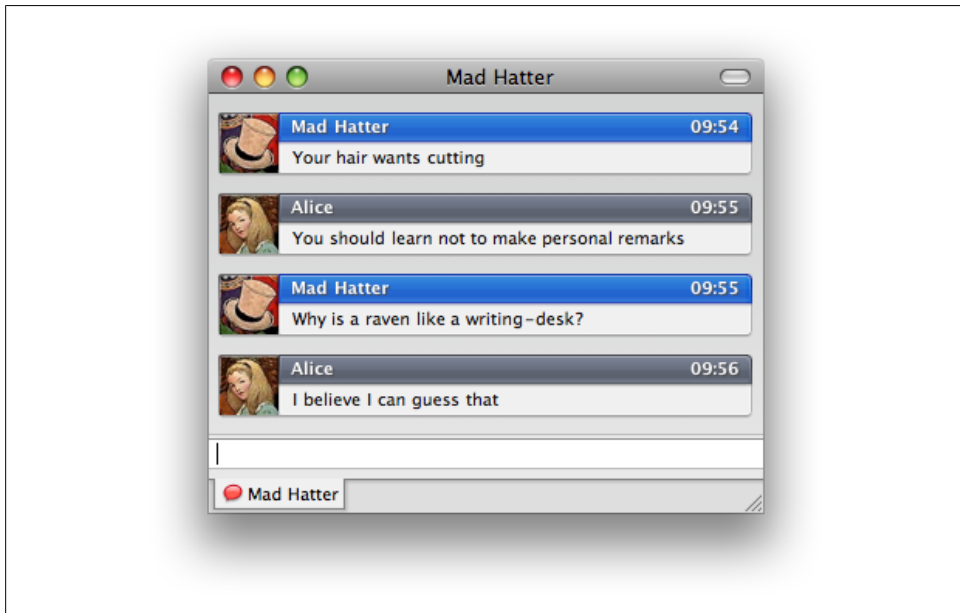 Mad Hatter
Mad Hatter 09:54
Your hair wants cutting
Alice 09:55
You should learn not to make personal remarks
Mad Hatter 09:55
Why is a raven like a writing-desk?
Alice 09:56
I believe I can guess that
Mad Hatter